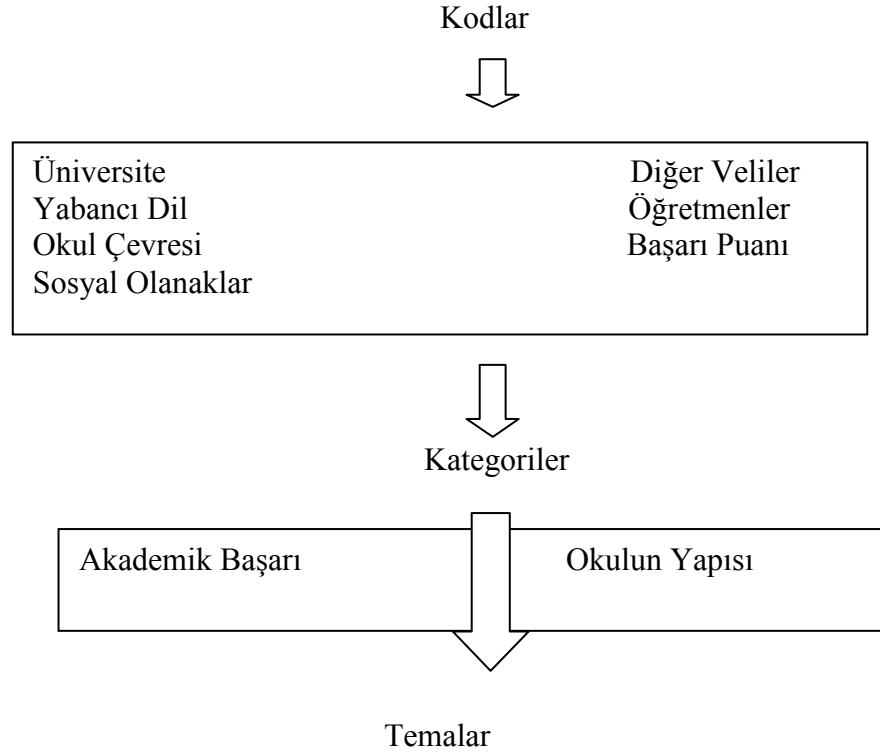 Kodlar
Üniversite Diğer Veliler
Yabancı Dil Öğretmenler
Okul Çevresi Başarı Puanı
Sosyal Olanaklar
Kategoriler
Akademik Başarı Okulun Yapısı
Temalar